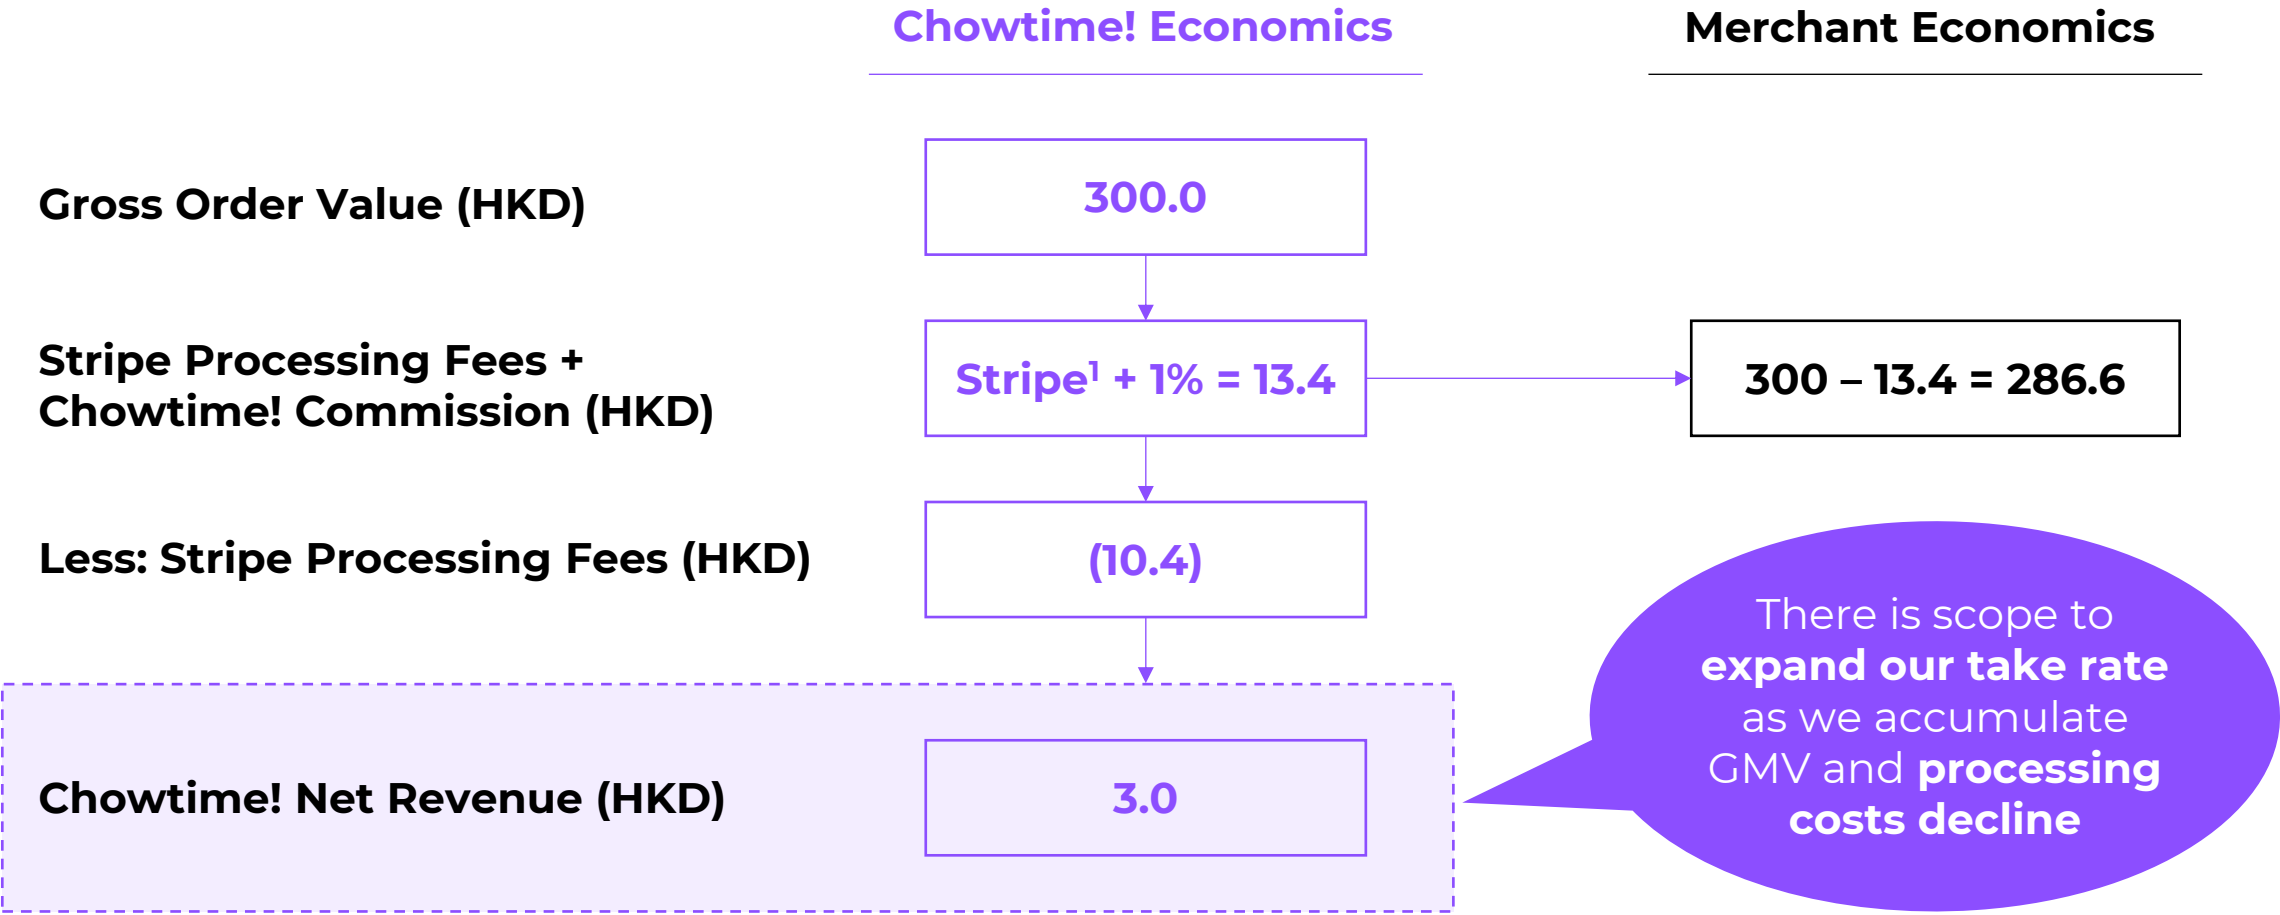 Chowtime! Economics
Merchant Economics
Gross Order Value (HKD)
300.0
Stripe Processing Fees +
Chowtime! Commission (HKD)
Stripe¹ + 1% = 13.4
300 – 13.4 = 286.6
Less: Stripe Processing Fees (HKD)
(10.4)
Chowtime! Net Revenue (HKD)
3.0
There is scope to
expand our take rate
as we accumulate
GMV and processing
costs decline